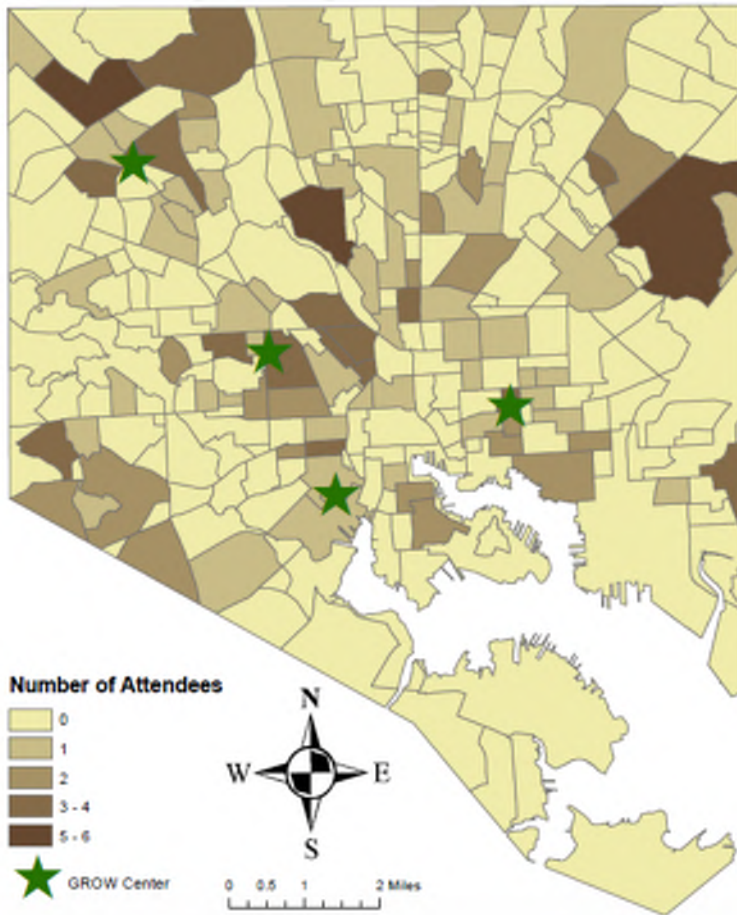 Number of Attendees
0
1
2
3 - 4
5 - 6
GROW Center
N
W E
S
0 0.5 1 2 Miles